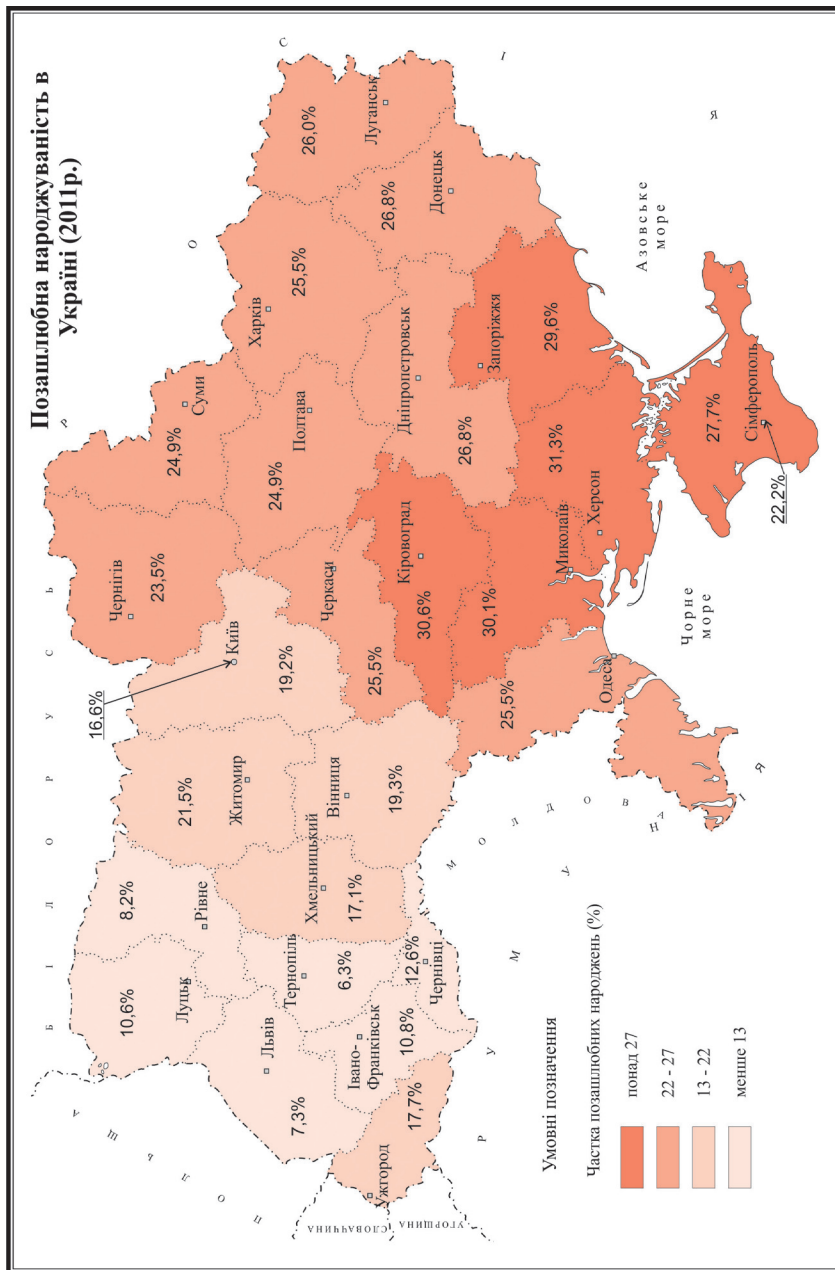 Позашлюбна народжуваність в
Україні (2011р.)
Р О С І Я
Б І Л О Р У С Ь
П О Л Ь Щ А
СЛОВАЧЧИНА
УГОРЩИНА
Р У М У Н І Я
М О Л Д О В А
Луцьк
10,6%
Рівне
8,2%
Львів
7,3%
Тернопіль
6,3%
Івано-
Франківськ
10,8%
Ужгород
17,7%
Чернівці
12,6%
Хмельницький
17,1%
Житомир
21,5%
Вінниця
19,3%
16,6%
Київ
19,2%
Чернігів
23,5%
Суми
24,9%
Полтава
24,9%
Черкаси
25,5%
Харків
25,5%
Луганськ
26,0%
Донецьк
26,8%
Дніпропетровськ
26,8%
Запоріжжя
29,6%
Кіровоград
30,6%
Миколаїв
30,1%
Херсон
31,3%
Одеса
25,5%
Сімферополь
27,7%
22,2%
Азовське
море
Чорне
море
Умовні позначення
Частка позашлюбних народжень (%)
понад 27
22 - 27
13 - 22
менше 13